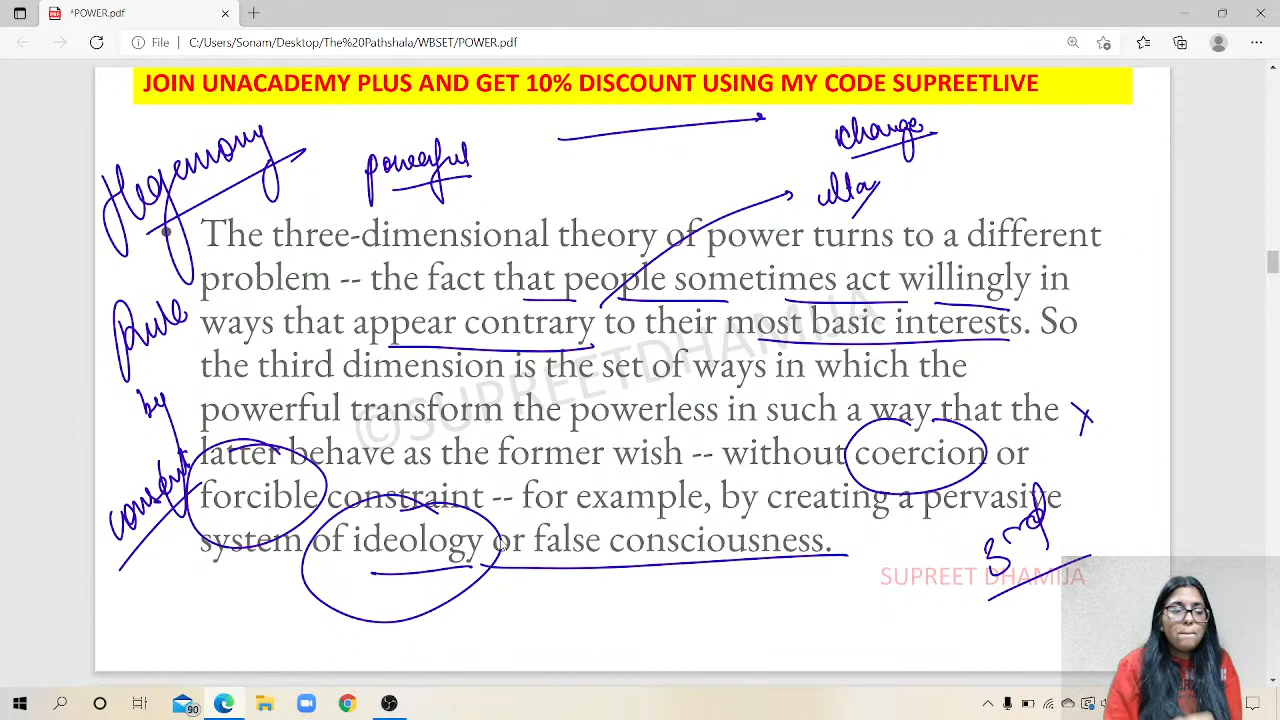 *POWER.pdf
File
C:/Users/Sonam/Desktop/The%20Pathshala/WBSET/POWER.pdf
JOIN UNACADEMY PLUS AND GET 10% DISCOUNT USING MY CODE SUPREETLIVE
Hegemony
powerful
change
ulta
The three-dimensional theory of power turns to a different
problem -- the fact that people sometimes act willingly in
ways that appear contrary to their most basic interests. So
the third dimension is the set of ways in which the
powerful transform the powerless in such a way that the
latter behave as the former wish -- without coercion or
forcible constraint -- for example, by creating a pervasive
system of ideology or false consciousness.
Rule
by
consent
3rd
©SUPREETDHAMIJA
SUPREET DHAMIJA
90